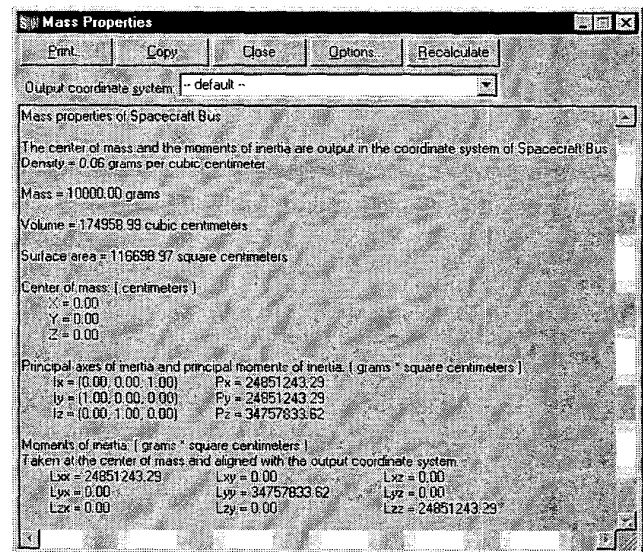 Mass Properties
Print... Copy Close Options... Recalculate
Output coordinate system: -- default --
Mass properties of Spacecraft Bus
The center of mass and the moments of inertia are output in the coordinate system of Spacecraft Bus
Density = 0.06 grams per cubic centimeter
Mass = 10000.00 grams
Volume = 174958.99 cubic centimeters
Surface area = 116698.97 square centimeters
Center of mass: ( centimeters )
X = 0.00
Y = 0.00
Z = 0.00
Principal axes of inertia and principal moments of inertia: ( grams * square centimeters )
Ix = (0.00, 0.00, 1.00) Px = 24851243.29
Iy = (1.00, 0.00, 0.00) Py = 24851243.29
Iz = (0.00, 1.00, 0.00) Pz = 34757833.62
Moments of inertia: ( grams * square centimeters )
Taken at the center of mass and aligned with the output coordinate system.
Lxx = 24851243.29 Lxy = 0.00 Lxz = 0.00
Lyx = 0.00 Lyy = 34757833.62 Lyz = 0.00
Lzx = 0.00 Lzy = 0.00 Lzz = 24851243.29